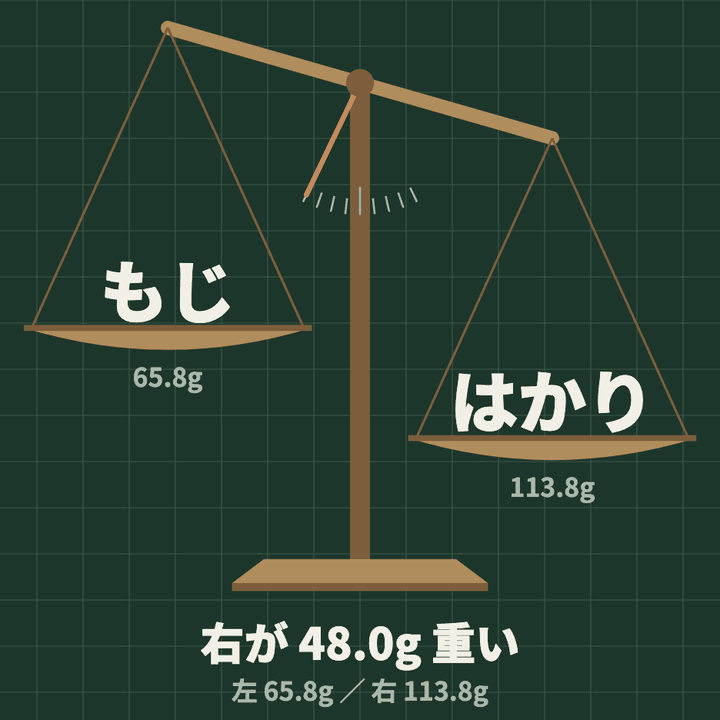 もじ
65.8g
はかり
113.8g
右が 48.0g 重い
左 65.8g ／ 右 113.8g